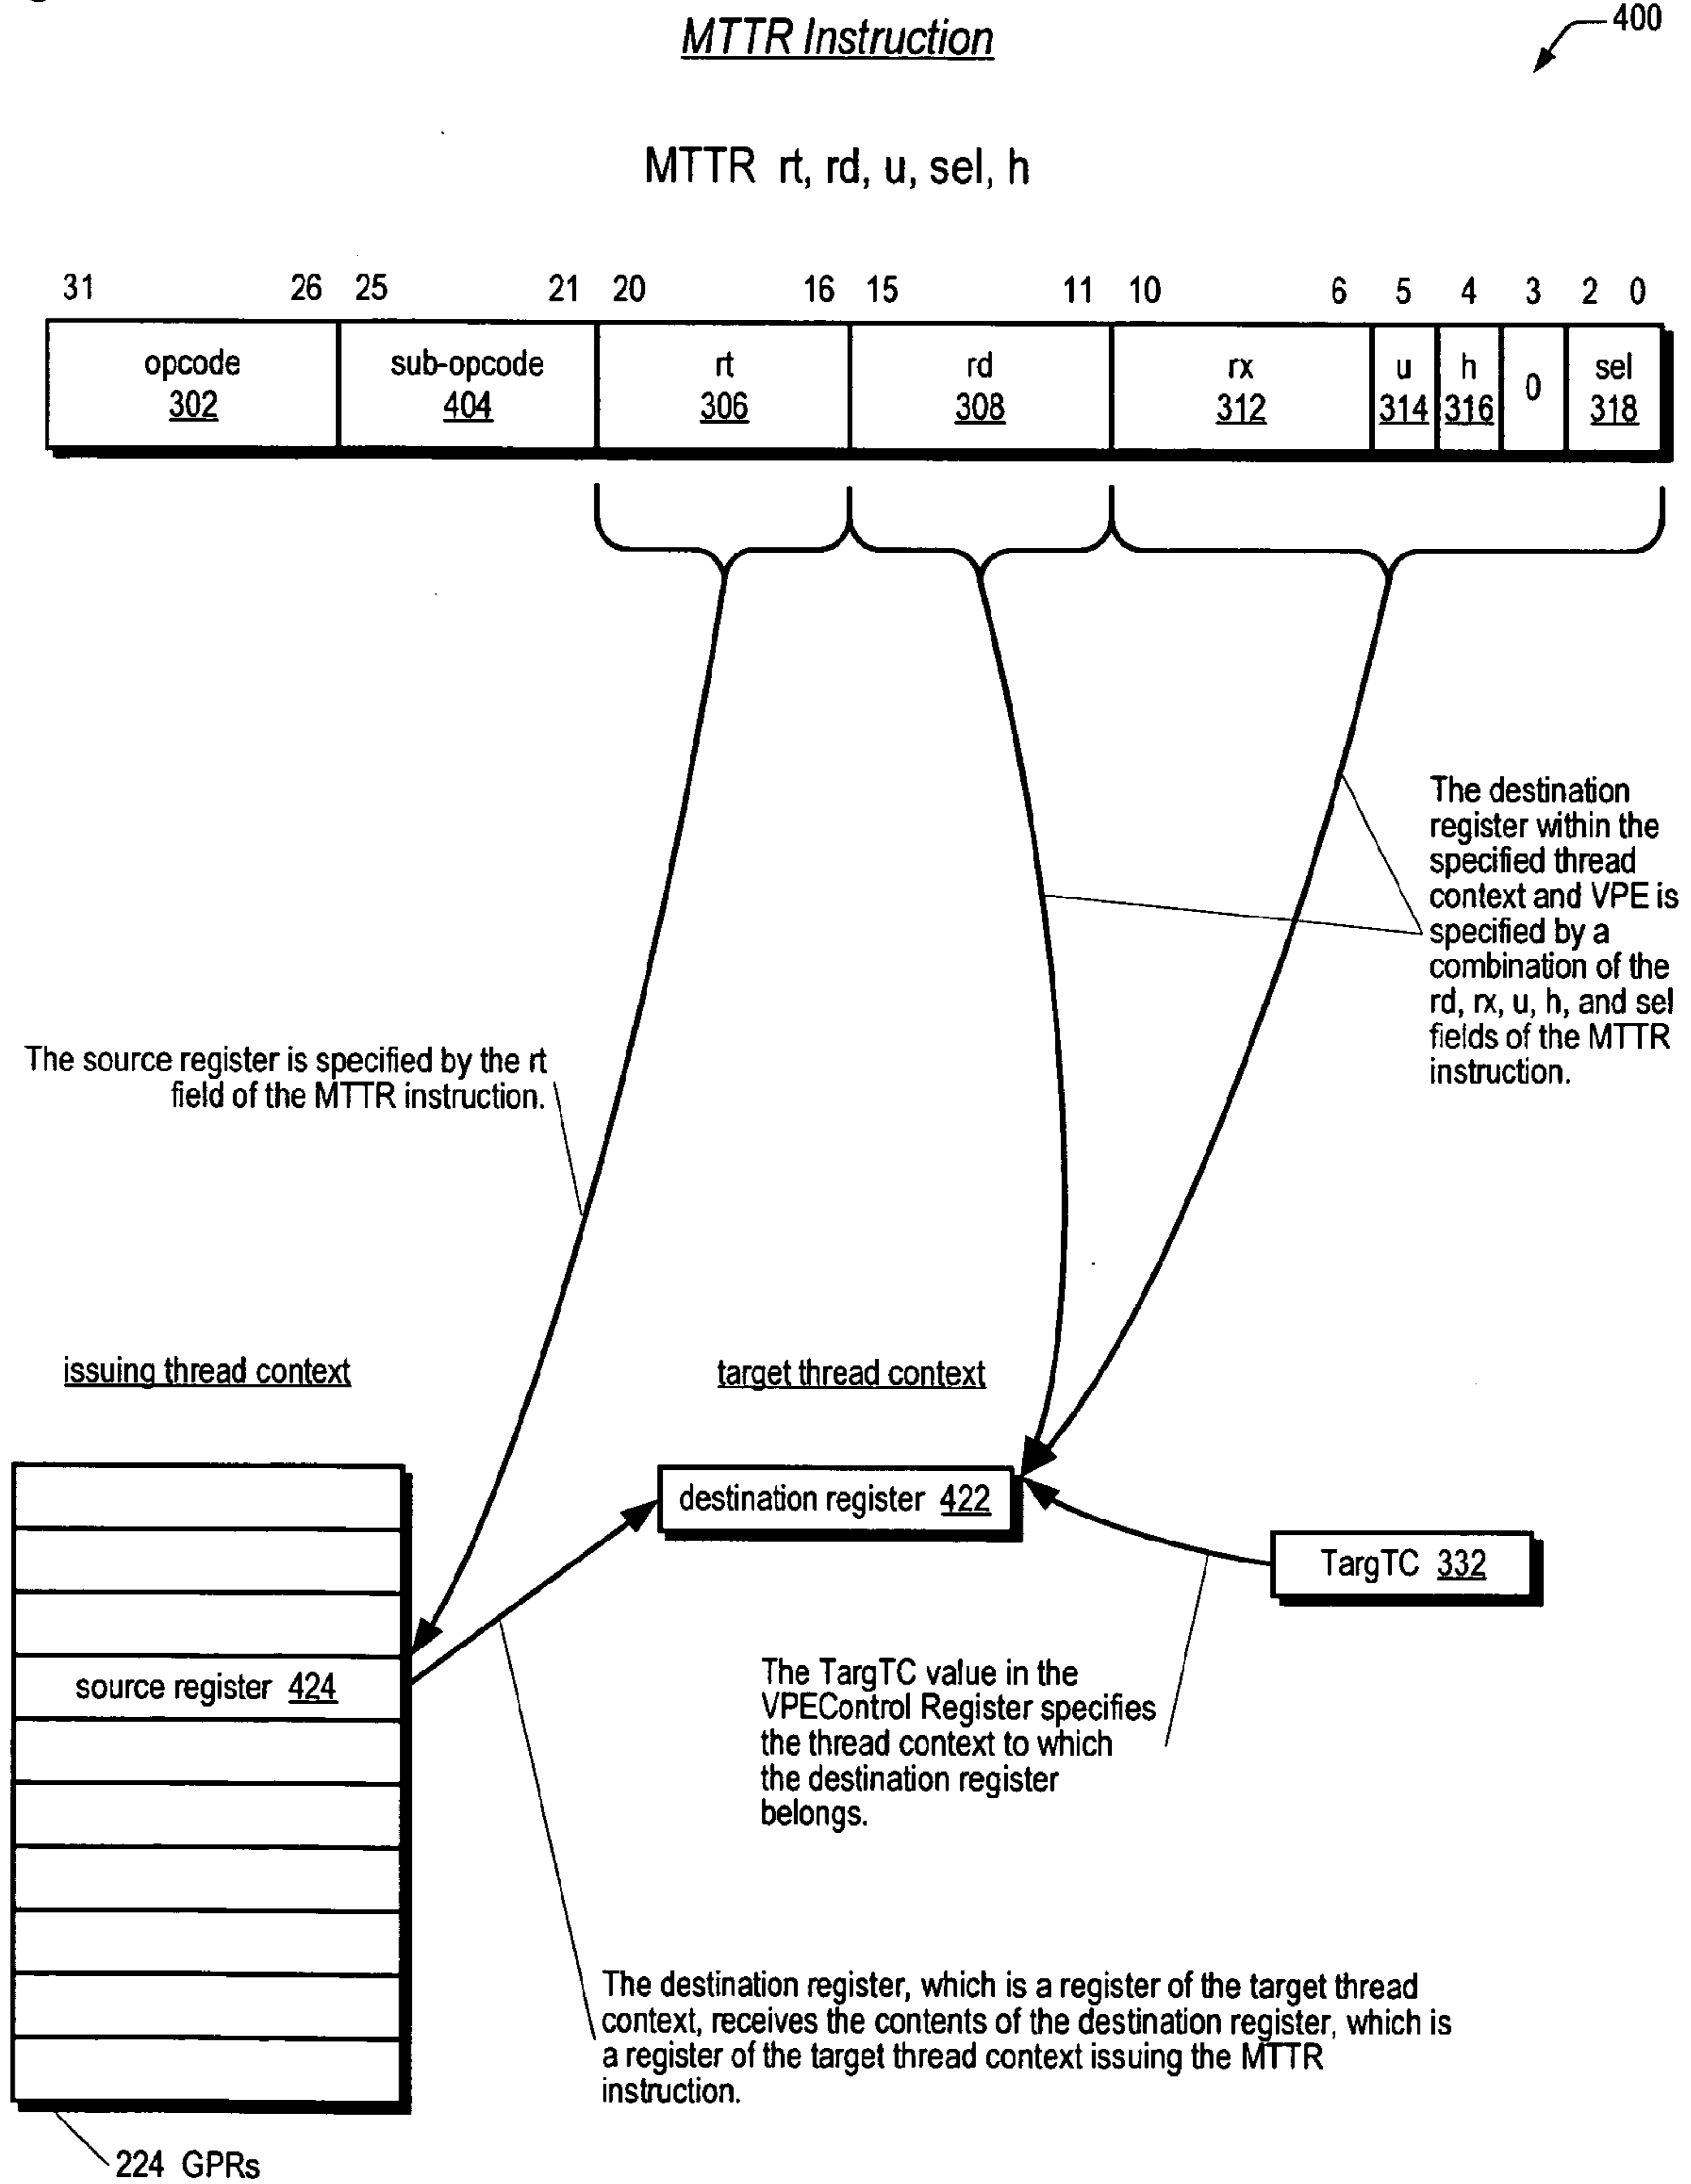 MTTR Instruction
400
MTTR rt, rd, u, sel, h
31 26 25 21 20 16 15 11 10 6 5 4 3 2 0
opcode sub-opcode rt rd rx u h 0 sel
302 404 306 308 312 314 316 318
The destination
register within the
specified thread
context and VPE is
specified by a
combination of the
rd, rx, u, h, and sel
fields of the MTTR
instruction.
The source register is specified by the rt
field of the MTTR instruction.
issuing thread context
target thread context
destination register 422
TargTC 332
source register 424
The TargTC value in the
VPEControl Register specifies
the thread context to which
the destination register
belongs.
The destination register, which is a register of the target thread
context, receives the contents of the destination register, which is
a register of the target thread context issuing the MTTR
instruction.
224 GPRs